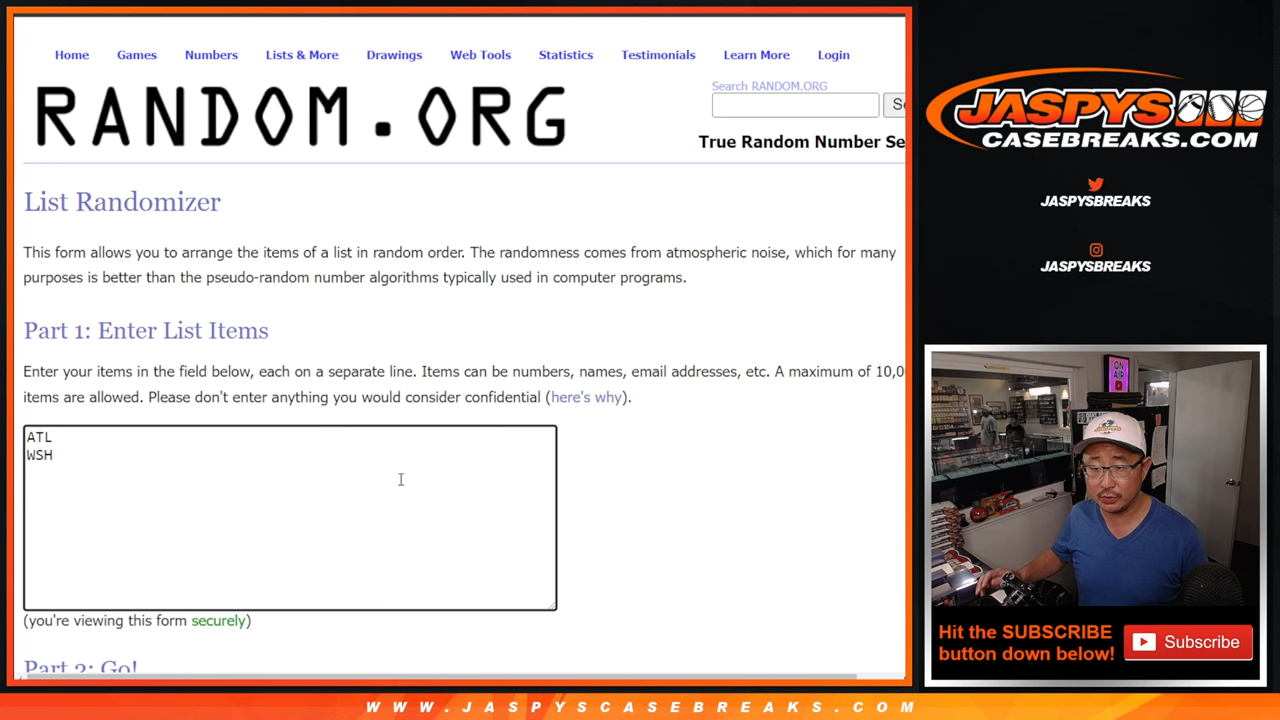 Home Games Numbers Lists & More Drawings Web Tools Statistics Testimonials Learn More Login
RANDOM.ORG
Search RANDOM.ORG
True Random Number Se
List Randomizer
This form allows you to arrange the items of a list in random order. The randomness comes from atmospheric noise, which for many
purposes is better than the pseudo-random number algorithms typically used in computer programs.
Part 1: Enter List Items
Enter your items in the field below, each on a separate line. Items can be numbers, names, email addresses, etc. A maximum of 10,0
items are allowed. Please don't enter anything you would consider confidential (here's why).
ATL
WSH
(you're viewing this form securely)
Part 2: Go!
JASPYS
CASEBREAKS.COM
JASPYSBREAKS
JASPYSBREAKS
ON
AIR
Hit the SUBSCRIBE
button down below!
Subscribe
WWW.JASPYSCASEBREAKS.COM